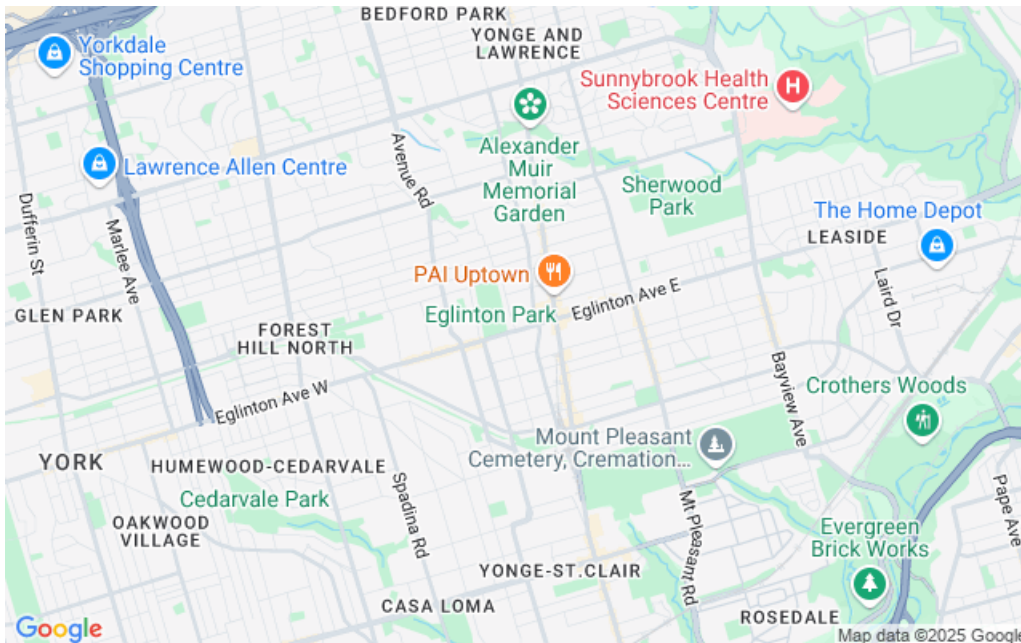 BEDFORD PARK
YONGE AND
LAWRENCE
Yorkdale
Shopping Centre
Sunnybrook Health
Sciences Centre
H
Lawrence Allen Centre
Avenue Rd
Alexander
Muir
Memorial
Garden
Sherwood
Park
Dufferin St
Marlee Ave
The Home Depot
LEASIDE
PAI Uptown
Laird Dr
GLEN PARK
Eglinton Park
Eglinton Ave E
FOREST
HILL NORTH
Bayview Ave
Crothers Woods
Eglinton Ave W
Mount Pleasant
Cemetery, Cremation...
YORK
HUMEWOOD-CEDARVALE
Cedarvale Park
Spadina Rd
Mt Pleasant Rd
Pape Ave
OAKWOOD
VILLAGE
Evergreen
Brick Works
YONGE-ST.CLAIR
CASA LOMA
ROSEDALE
Google
Map data ©2025 Google